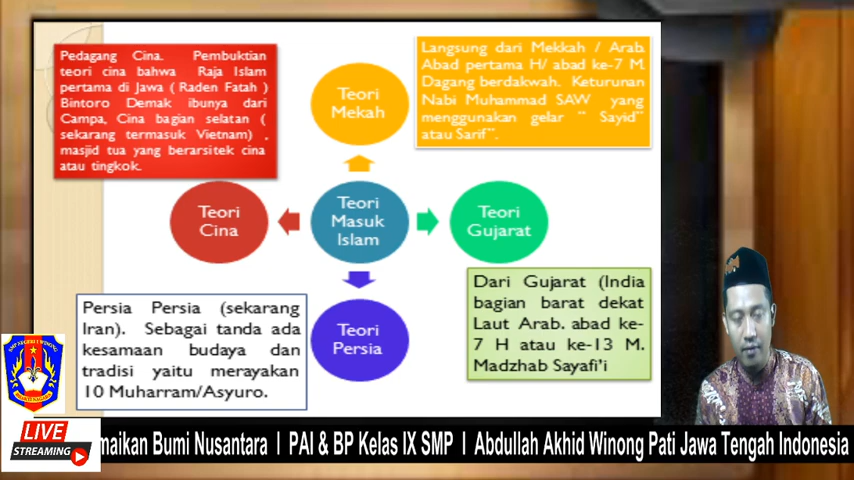 Pedagang Cina. Pembuktian
teori cina bahwa Raja Islam
pertama di Jawa ( Raden Fatah )
Bintoro Demak ibunya dari
Campa, Cina bagian selatan (
sekarang termasuk Vietnam) ,
masjid tua yang berarsitek cina
atau tingkok.
Teori
Mekah
Langsung dari Mekkah / Arab.
Abad pertama H/ abad ke-7 M.
Dagang berdakwah. Keturunan
Nabi Muhammad SAW yang
menggunakan gelar " Sayid"
atau Sarif".
Teori
Cina
Teori
Masuk
Islam
Teori
Gujarat
Persia Persia (sekarang
Iran). Sebagai tanda ada
kesamaan budaya dan
tradisi yaitu merayakan
10 Muharram/Asyuro.
Teori
Persia
Dari Gujarat (India
bagian barat dekat
Laut Arab. abad ke-
7 H atau ke-13 M.
Madzhab Sayafi'i
LIVE
STREAMING
maikan Bumi Nusantara I PAI & BP Kelas IX SMP I Abdullah Akhid Winong Pati Jawa Tengah Indonesia